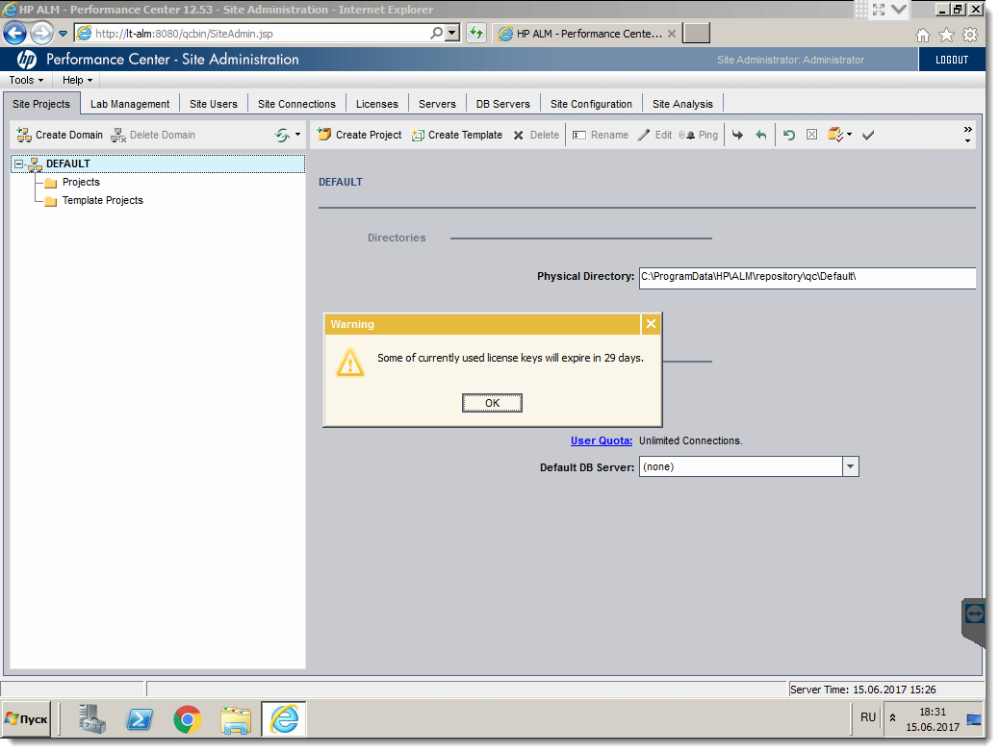 HP ALM - Performance Center 12.53 - Site Administration - Internet Explorer
http://lt-alm:8080/qcbin/SiteAdmin.jsp
HP ALM - Performance Cente...
hp Performance Center - Site Administration
Site Administrator: Administrator
LOGOUT
Tools Help
Site Projects Lab Management Site Users Site Connections Licenses Servers DB Servers Site Configuration Site Analysis
Create Domain Delete Domain
Create Project Create Template Delete Rename Edit Ping
DEFAULT
Projects
Template Projects
DEFAULT
Directories
Physical Directory: C:\ProgramData\HP\ALM\repository\qc\Default\
Warning
Some of currently used license keys will expire in 29 days.
OK
User Quota: Unlimited Connections.
Default DB Server: (none)
Server Time: 15.06.2017 15:26
Пуск
RU
18:31
15.06.2017